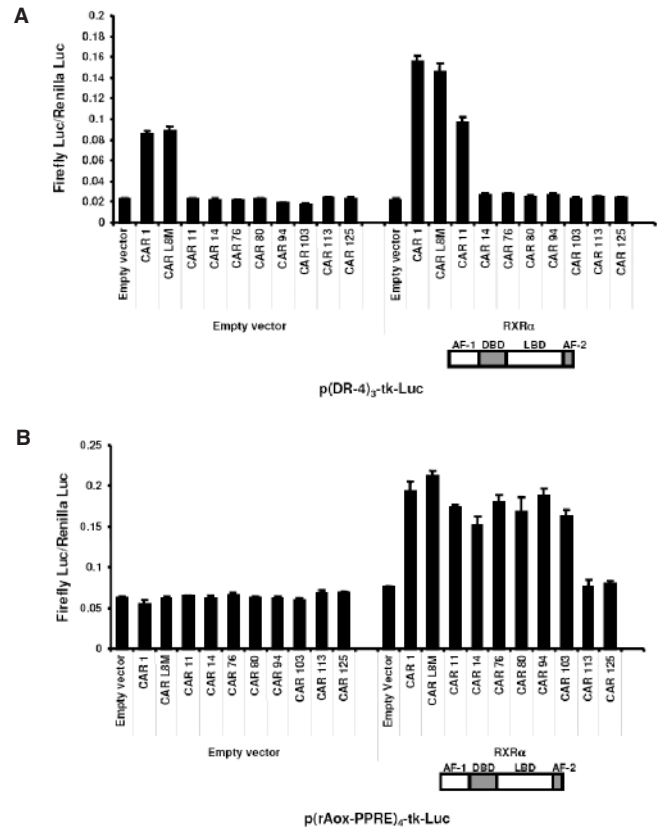 A
Firefly Luc/Renilla Luc
0.2
0.18
0.16
0.14
0.12
0.1
0.08
0.06
0.04
0.02
0
Empty vector
CAR 1
CAR L8M
CAR 11
CAR 14
CAR 76
CAR 80
CAR 94
CAR 103
CAR 113
CAR 125
Empty vector
CAR 1
CAR L8M
CAR 11
CAR 14
CAR 76
CAR 80
CAR 94
CAR 103
CAR 113
CAR 125
Empty vector
RXRα
AF-1 DBD LBD AF-2
p(DR-4)₃-tk-Luc
B
Firefly Luc/Renilla Luc
0.25
0.2
0.15
0.1
0.05
0
Empty vector
CAR 1
CAR L8M
CAR 11
CAR 14
CAR 76
CAR 80
CAR 94
CAR 103
CAR 113
CAR 125
Empty Vector
CAR 1
CAR L8M
CAR 11
CAR 14
CAR 76
CAR 80
CAR 94
CAR 103
CAR 113
CAR 125
Empty vector
RXRα
AF-1 DBD LBD AF-2
p(rAox-PPRE)₄-tk-Luc